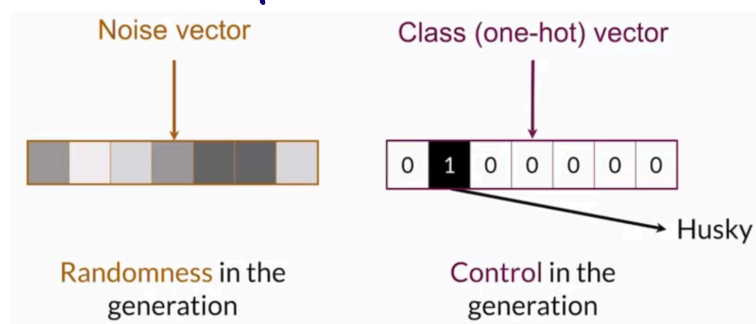 Noise vector
Class (one-hot) vector
0 1 0 0 0 0 0
Husky
Randomness in the
generation
Control in the
generation